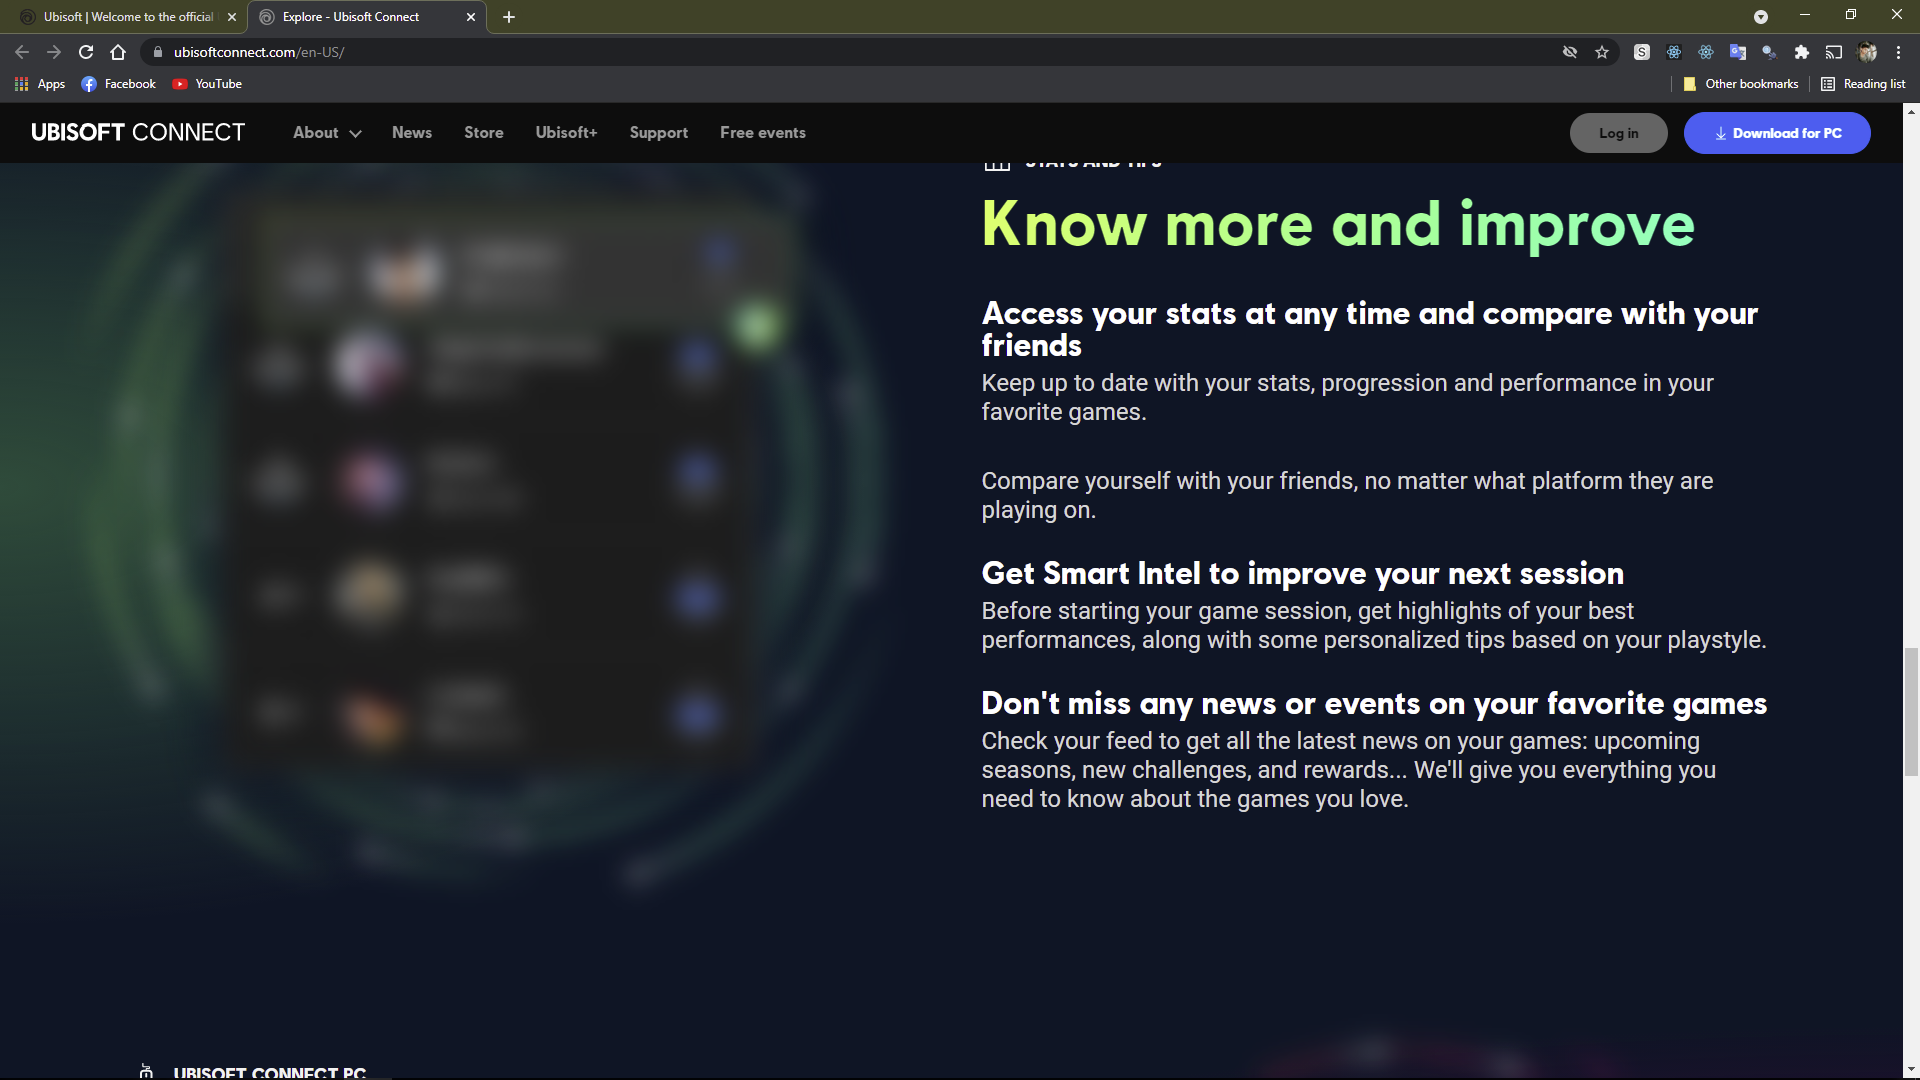 Ubisoft | Welcome to the official
Explore - Ubisoft Connect
ubisoftconnect.com/en-US/
Apps
Facebook
YouTube
Other bookmarks
Reading list
UBISOFT CONNECT
About
News
Store
Ubisoft+
Support
Free events
Log in
Download for PC
STATS AND TIPS
Know more and improve
Access your stats at any time and compare with your
friends
Keep up to date with your stats, progression and performance in your
favorite games.
Compare yourself with your friends, no matter what platform they are
playing on.
Get Smart Intel to improve your next session
Before starting your game session, get highlights of your best
performances, along with some personalized tips based on your playstyle.
Don't miss any news or events on your favorite games
Check your feed to get all the latest news on your games: upcoming
seasons, new challenges, and rewards... We'll give you everything you
need to know about the games you love.
UBISOFT CONNECT PC